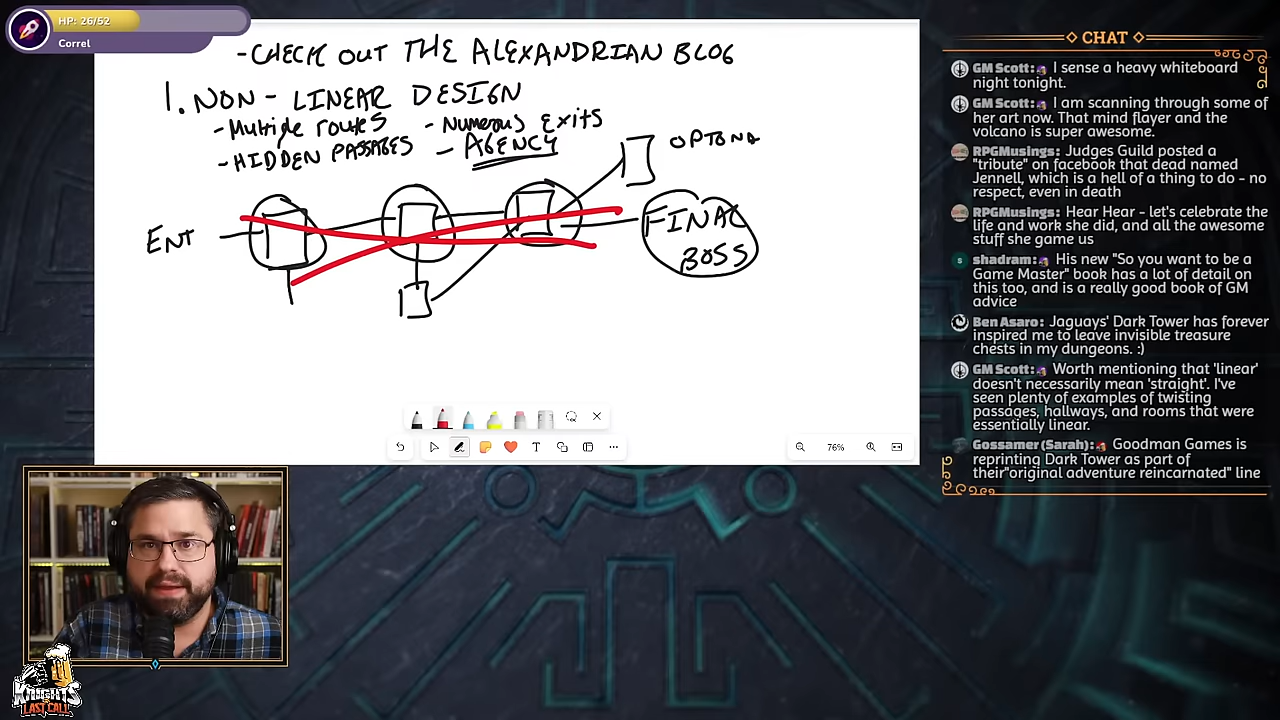 HP: 26/52
Correl
-CHECK OUT THE ALEXANDRIAN BLOG
1. NON-LINEAR DESIGN
-Multiple routes -Numerous Exits
-HIDDEN PASSAGES - AGENCY
OPTONA
ENT
FINAL
BOSS
76%
CHAT
GM Scott: I sense a heavy whiteboard
night tonight.
GM Scott: I am scanning through some of
her art now. That mind flayer and the
volcano is super awesome.
RPGMusings: Judges Guild posted a
"tribute" on facebook that dead named
Jennell, which is a hell of a thing to do - no
respect, even in death
RPGMusings: Hear Hear - let's celebrate the
life and work she did, and all the awesome
stuff she game us
shadram: His new "So you want to be a
Game Master" book has a lot of detail on
this too, and is a really good book of GM
advice
Ben Asaro: Jaquays' Dark Tower has forever
inspired me to leave invisible treasure
chests in my dungeons. :)
GM Scott: Worth mentioning that 'linear'
doesn't necessarily mean 'straight'. I've
seen plenty of examples of twisting
passages, hallways, and rooms that were
essentially linear.
Gossamer (Sarah): Goodman Games is
reprinting Dark Tower as part of
their"original adventure reincarnated" line
KNIGHTS
LAST CALL